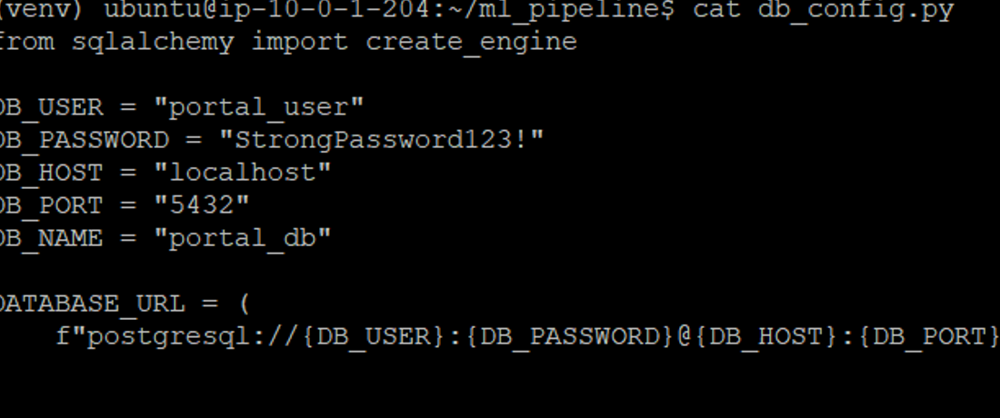 (venv) ubuntu@ip-10-0-1-204:~/ml_pipeline$ cat db_config.py
from sqlalchemy import create_engine
DB_USER = "portal_user"
DB_PASSWORD = "StrongPassword123!"
DB_HOST = "localhost"
DB_PORT = "5432"
DB_NAME = "portal_db"
DATABASE_URL = (
f"postgresql://{DB_USER}:{DB_PASSWORD}@{DB_HOST}:{DB_PORT}